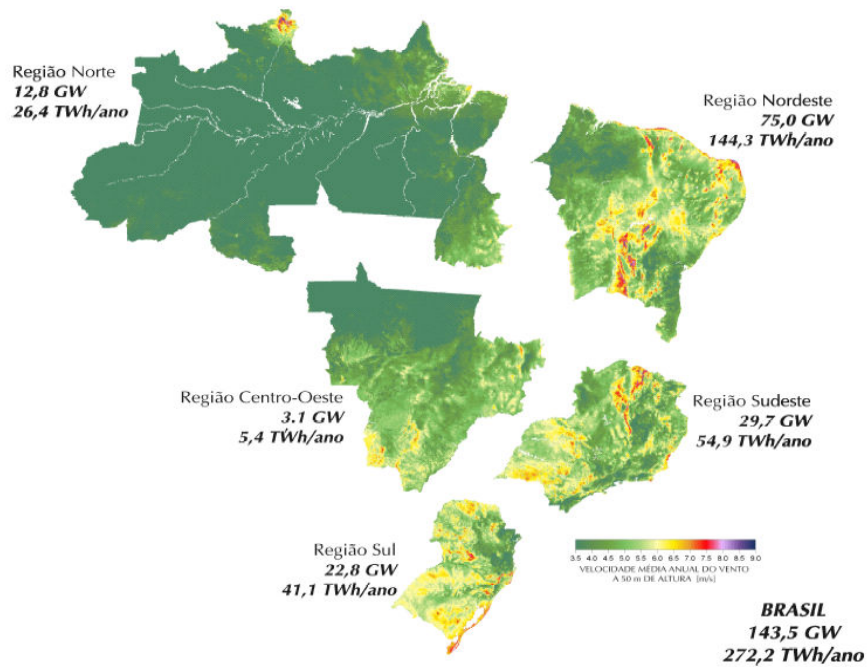 Região Norte
12,8 GW
26,4 TWh/ano
Região Nordeste
75,0 GW
144,3 TWh/ano
Região Centro-Oeste
3.1 GW
5,4 TWh/ano
Região Sudeste
29,7 GW
54,9 TWh/ano
Região Sul
22,8 GW
41,1 TWh/ano
3.5 4.0 4.5 5.0 5.5 6.0 6.5 7.0 7.5 8.0 8.5 9.0
VELOCIDADE MÉDIA ANUAL DO VENTO
A 50 m DE ALTURA [m/s]
BRASIL
143,5 GW
272,2 TWh/ano